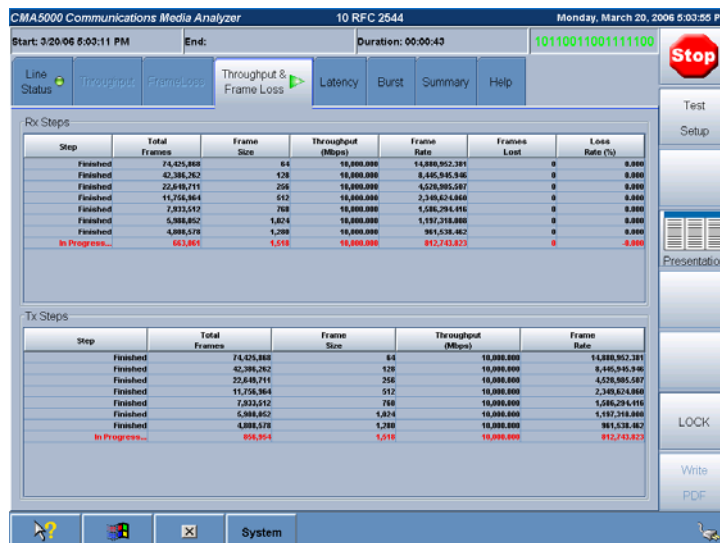 CMA5000 Communications Media Analyzer 10 RFC 2544 Monday, March 20, 2006 5:03:55 P
Start: 3/20/06 5:03:11 PM End: Duration: 00:00:43 10110011001111100
Stop
Line Status Throughput FrameLoss Throughput & Frame Loss Latency Burst Summary Help
Test
Setup
Rx Steps
Step Total Frames Frame Size Throughput (Mbps) Frame Rate Frames Lost Loss Rate (%)
Finished 74,425,868 64 10,000.000 14,880,952.381 0 0.000
Finished 42,386,262 128 10,000.000 8,445,945.946 0 0.000
Finished 22,649,711 256 10,000.000 4,528,985.507 0 0.000
Finished 11,756,964 512 10,000.000 2,349,624.060 0 0.000
Finished 7,933,512 768 10,000.000 1,586,294.416 0 0.000
Finished 5,988,052 1,024 10,000.000 1,197,318.008 0 0.000
Finished 4,808,578 1,280 10,000.000 961,538.462 0 0.000
In Progress... 663,061 1,518 10,000.000 812,743.823 0 -0.000
Presentatio
Tx Steps
Step Total Frames Frame Size Throughput (Mbps) Frame Rate
Finished 74,425,868 64 10,000.000 14,880,952.381
Finished 42,386,262 128 10,000.000 8,445,945.946
Finished 22,649,711 256 10,000.000 4,528,985.507
Finished 11,756,964 512 10,000.000 2,349,624.060
Finished 7,933,512 768 10,000.000 1,586,294.416
Finished 5,988,052 1,024 10,000.000 1,197,318.008
Finished 4,808,578 1,280 10,000.000 961,538.462
In Progress... 856,954 1,518 10,000.000 812,743.823
LOCK
Write
PDF
System